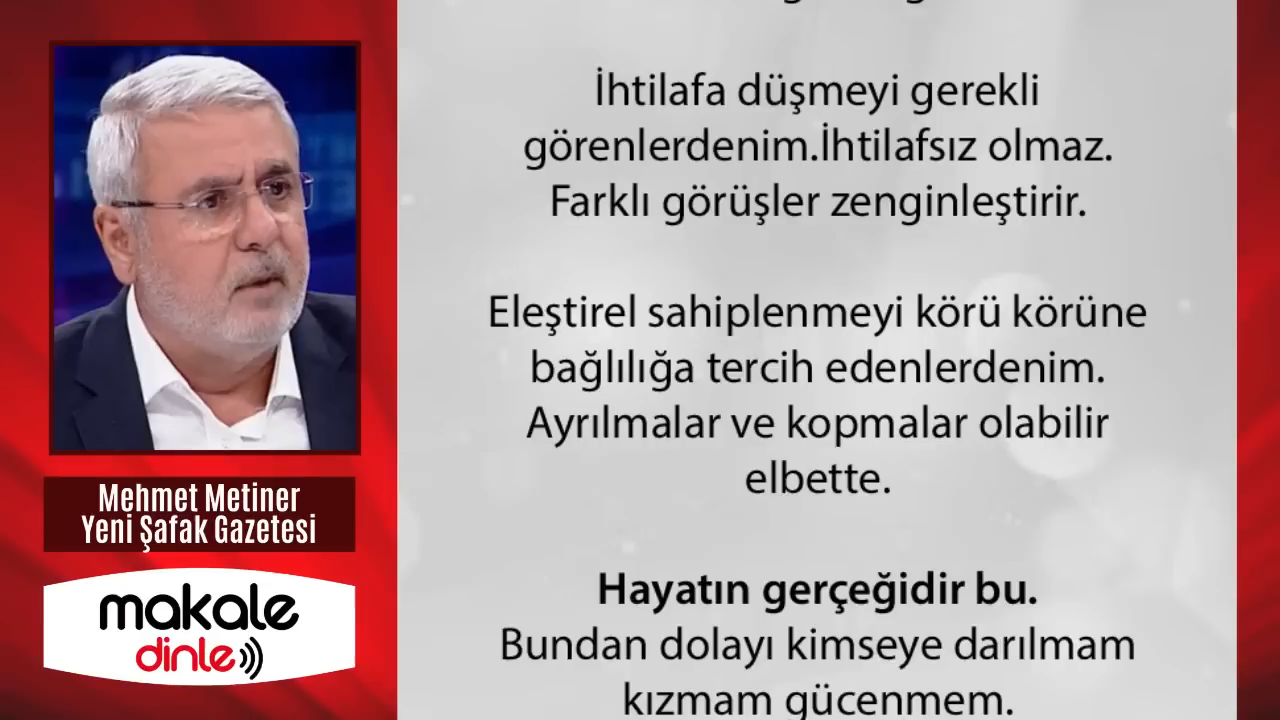 İhtilafa düşmeyi gerekli
görenlerdenim.İhtilafsız olmaz.
Farklı görüşler zenginleştirir.
Eleştirel sahiplenmeyi körü körüne
bağlılığa tercih edenlerdenim.
Ayrılmalar ve kopmalar olabilir
elbette.
Hayatın gerçeğidir bu.
Bundan dolayı kimseye darılmam
kızmam gücenmem.
Mehmet Metiner
Yeni Şafak Gazetesi
makale
dinle